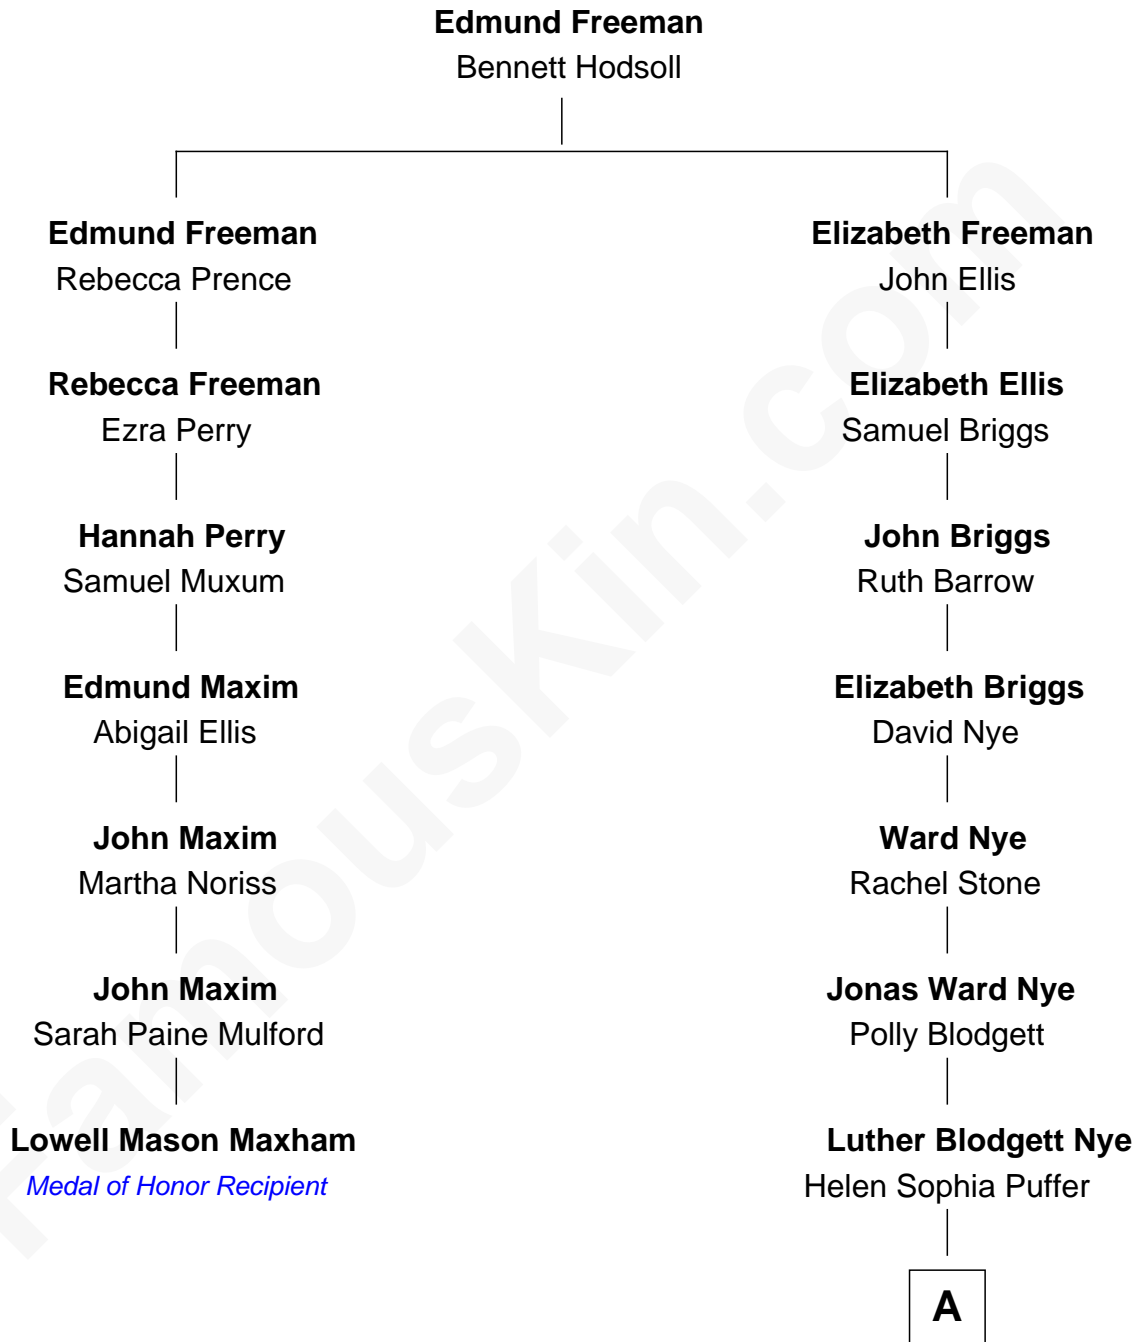 Edmund Freeman
Bennett Hodsoll
Edmund Freeman
Rebecca Prence
Elizabeth Freeman
John Ellis
Rebecca Freeman
Ezra Perry
Elizabeth Ellis
Samuel Briggs
Hannah Perry
Samuel Muxum
John Briggs
Ruth Barrow
Edmund Maxim
Abigail Ellis
Elizabeth Briggs
David Nye
John Maxim
Martha Noriss
Ward Nye
Rachel Stone
John Maxim
Sarah Paine Mulford
Jonas Ward Nye
Polly Blodgett
Lowell Mason Maxham
Medal of Honor Recipient
Luther Blodgett Nye
Helen Sophia Puffer
A
FamousKin.com